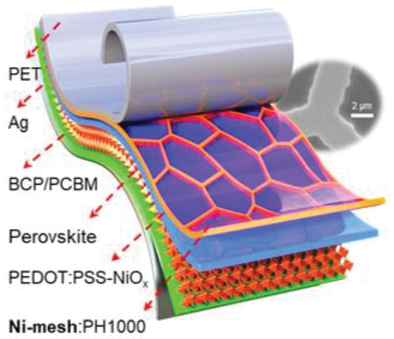 PET
Ag
2 μm
BCP/PCBM
Perovskite
PEDOT:PSS-NiOx
Ni-mesh:PH1000